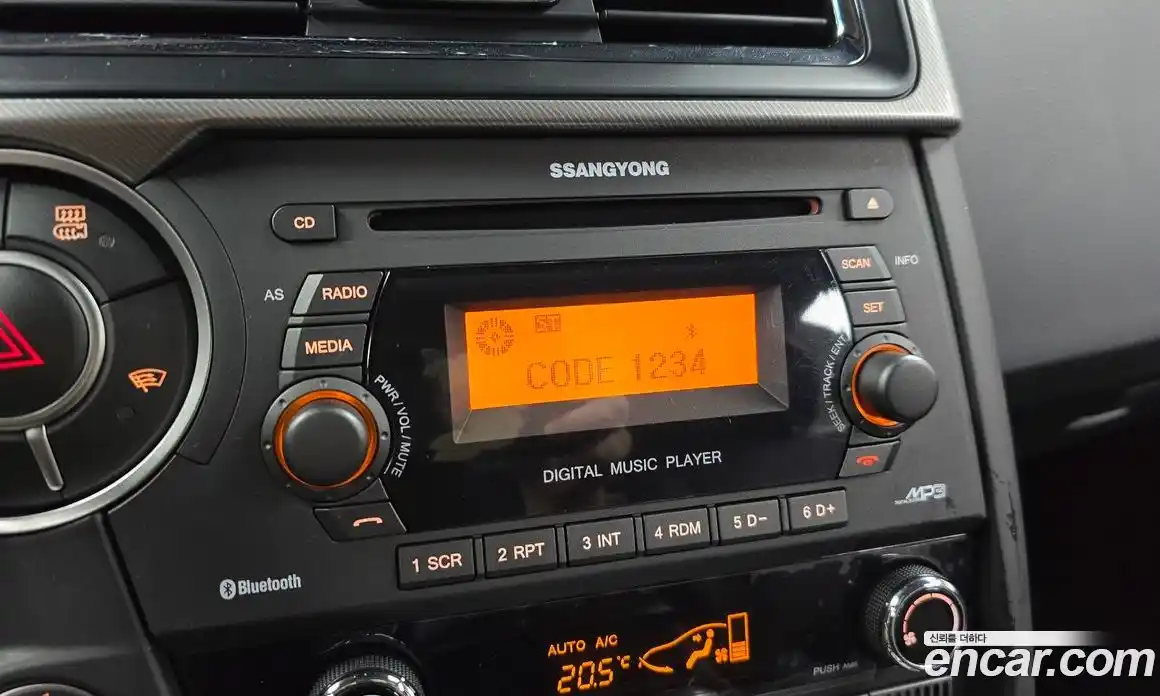 SSANGYONG
CD
AS
RADIO
SCAN
INFO
MEDIA
SET
ST
CODE 1234
PWR / VOL / MUTE
SEEK / TRACK / ENT
DIGITAL MUSIC PLAYER
MP3
1 SCR
2 RPT
3 INT
4 RDM
5 D-
6 D+
Bluetooth
AUTO A/C
20.5°C
PUSH
신뢰를 더하다
encar.com